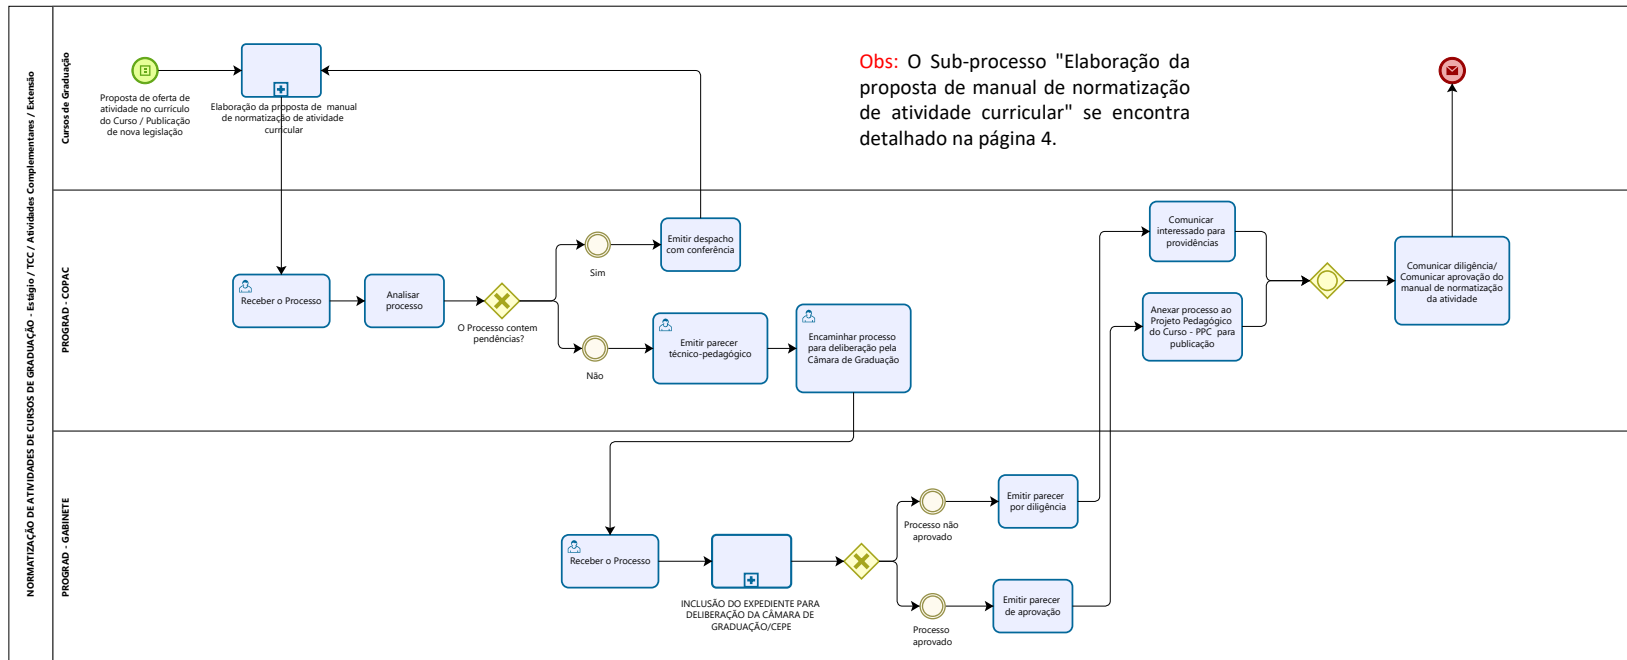 NORMATIZAÇÃO DE ATIVIDADES DE CURSOS DE GRADUAÇÃO - Estágio / TCC / Atividades Complementares / Extensão
Cursos de Graduação
Proposta de oferta de
atividade no currículo
do Curso / Publicação
de nova legislação
Elaboração da proposta de manual
de normatização de atividade
curricular
Obs: O Sub-processo "Elaboração da
proposta de manual de normatização
de atividade curricular" se encontra
detalhado na página 4.
PROGRAD - COPAC
Receber o Processo
Analisar
processo
O Processo contem
pendências?
Sim
Emitir despacho
com conferência
Não
Emitir parecer
técnico-pedagógico
Encaminhar processo
para deliberação pela
Câmara de Graduação
Comunicar
interessado para
providências
Anexar processo ao
Projeto Pedagógico
do Curso - PPC para
publicação
Comunicar diligência/
Comunicar aprovação do
manual de normatização
da atividade
PROGRAD - GABINETE
Receber o Processo
INCLUSÃO DO EXPEDIENTE PARA
DELIBERAÇÃO DA CÂMARA DE
GRADUAÇÃO/CEPE
Processo não
aprovado
Emitir parecer
por diligência
Processo
aprovado
Emitir parecer
de aprovação